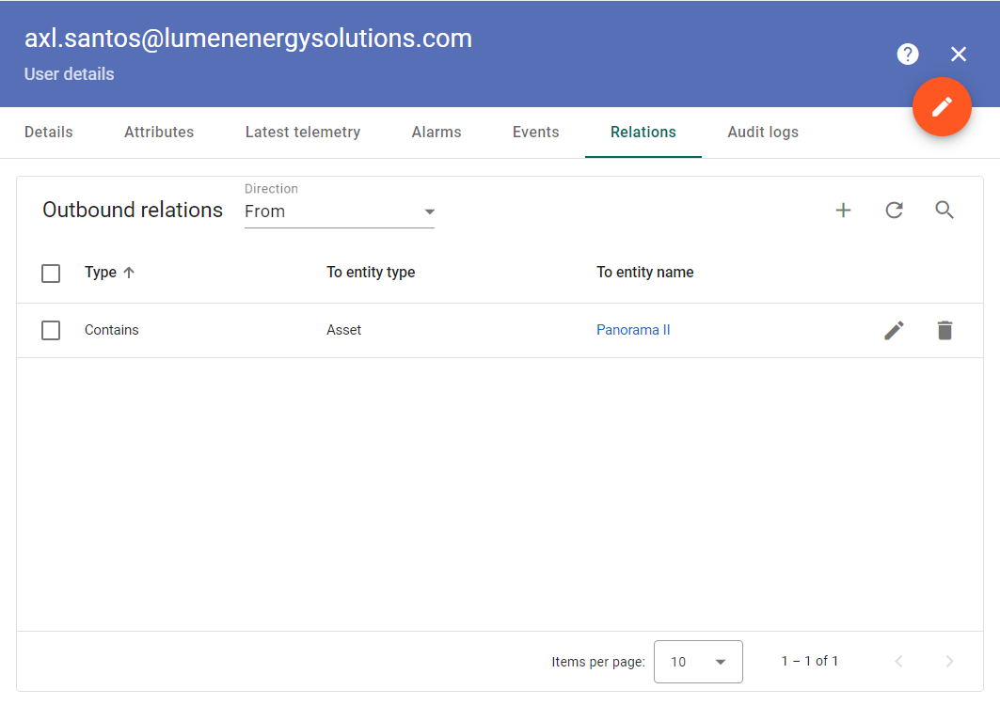 axl.santos@lumenenergysolutions.com
User details
Details Attributes Latest telemetry Alarms Events Relations Audit logs
Outbound relations
Direction
From
Type To entity type To entity name
Contains Asset Panorama II
Items per page: 10 1 – 1 of 1